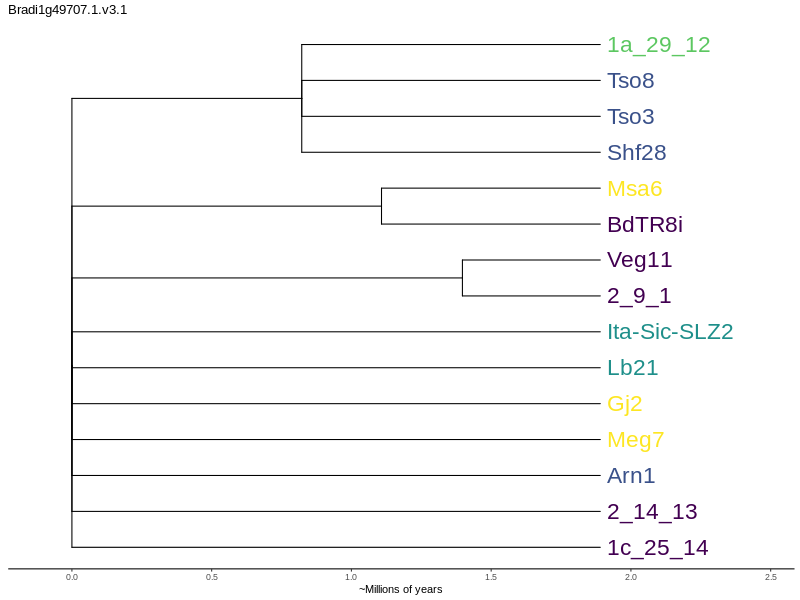 Bradi1g49707.1.v3.1
1a_29_12
Tso8
Tso3
Shf28
Msa6
BdTR8i
Veg11
2_9_1
Ita-Sic-SLZ2
Lb21
Gj2
Meg7
Arn1
2_14_13
1c_25_14
0.0 0.5 1.0 1.5 2.0 2.5
~Millions of years